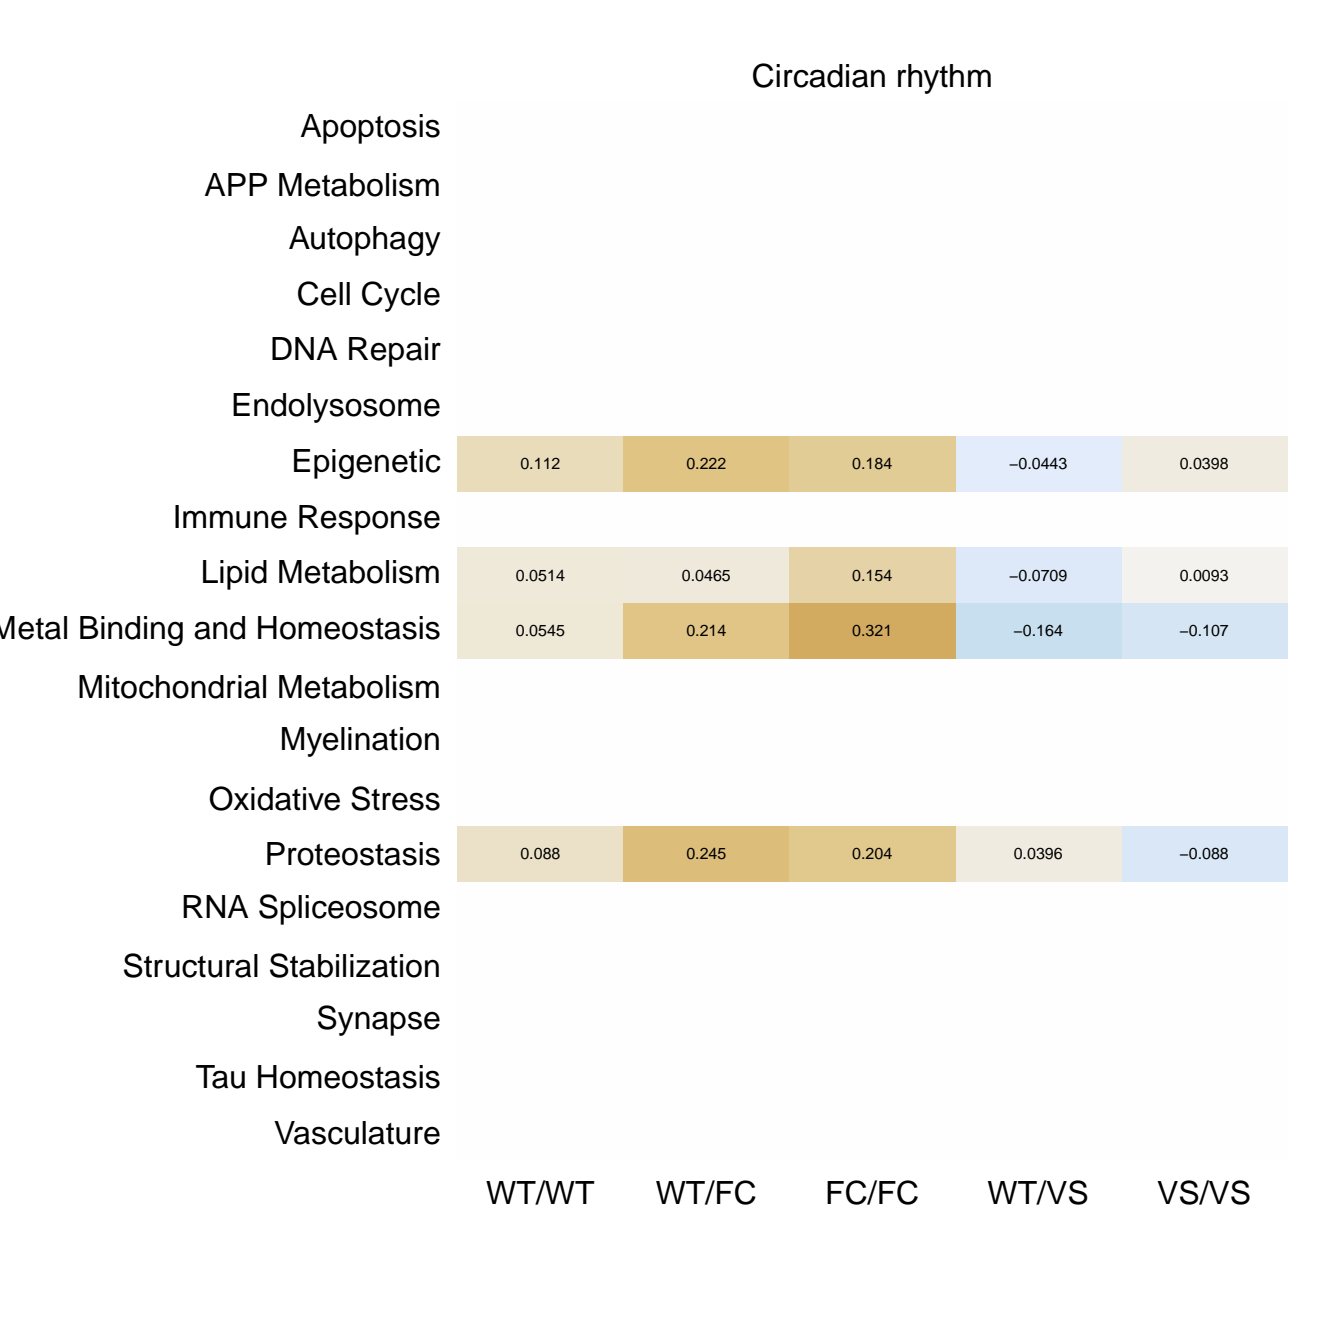 Circadian rhythm
Apoptosis
APP Metabolism
Autophagy
Cell Cycle
DNA Repair
Endolysosome
Epigenetic 0.112 0.222 0.184 −0.0443 0.0398
Immune Response
Lipid Metabolism 0.0514 0.0465 0.154 −0.0709 0.0093
Metal Binding and Homeostasis 0.0545 0.214 0.321 −0.164 −0.107
Mitochondrial Metabolism
Myelination
Oxidative Stress
Proteostasis 0.088 0.245 0.204 0.0396 −0.088
RNA Spliceosome
Structural Stabilization
Synapse
Tau Homeostasis
Vasculature
WT/WT WT/FC FC/FC WT/VS VS/VS